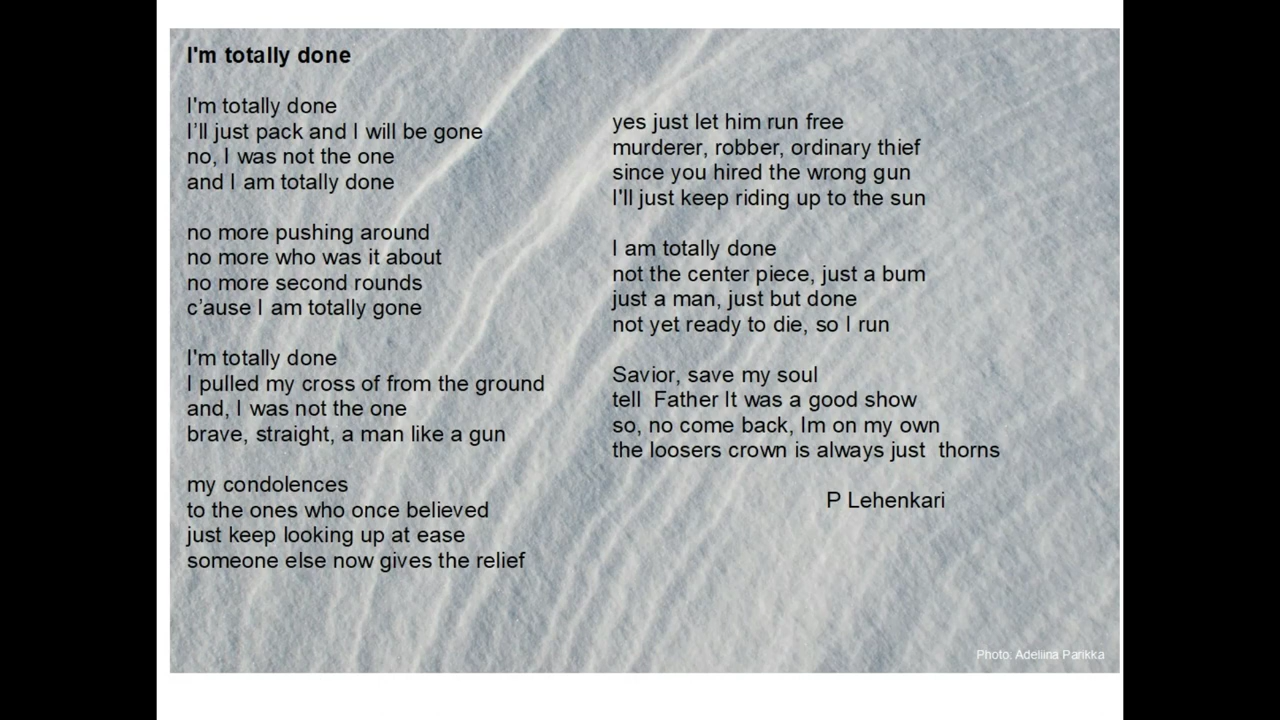 I'm totally done
I'm totally done
I’ll just pack and I will be gone
no, I was not the one
and I am totally done
no more pushing around
no more who was it about
no more second rounds
c’ause I am totally gone
I'm totally done
I pulled my cross of from the ground
and, I was not the one
brave, straight, a man like a gun
my condolences
to the ones who once believed
just keep looking up at ease
someone else now gives the relief
yes just let him run free
murderer, robber, ordinary thief
since you hired the wrong gun
I'll just keep riding up to the sun
I am totally done
not the center piece, just a bum
just a man, just but done
not yet ready to die, so I run
Savior, save my soul
tell  Father It was a good show
so, no come back, Im on my own
the loosers crown is always just  thorns
P Lehenkari
Photo. Adeliina Parikka